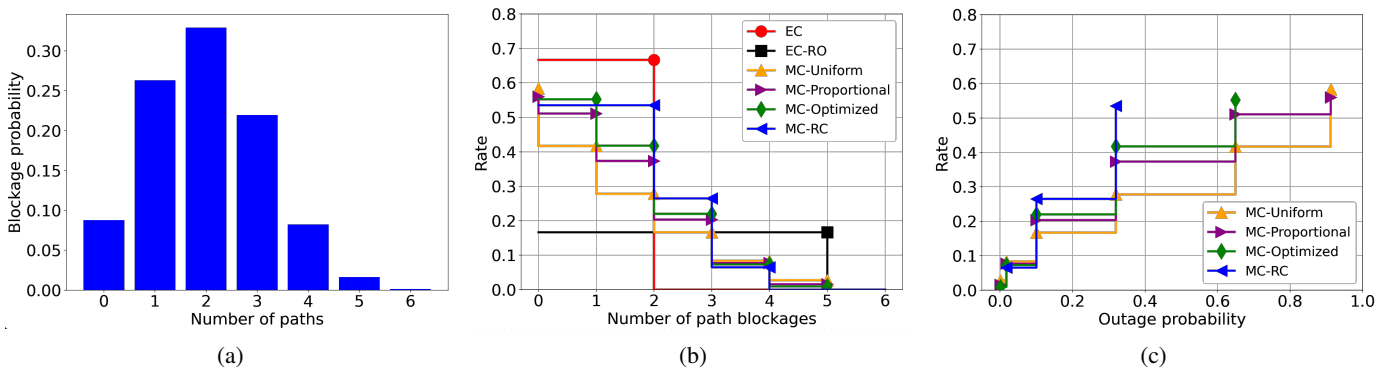 0.30
0.25
0.20
0.15
0.10
0.05
0.00
Blockage probability
0 1 2 3 4 5 6
Number of paths
(a)
0.8
0.7
0.6
0.5
0.4
0.3
0.2
0.1
0.0
Rate
EC
EC-RO
MC-Uniform
MC-Proportional
MC-Optimized
MC-RC
0 1 2 3 4 5 6
Number of path blockages
(b)
0.8
0.7
0.6
0.5
0.4
0.3
0.2
0.1
0.0
Rate
MC-Uniform
MC-Proportional
MC-Optimized
MC-RC
0.0 0.2 0.4 0.6 0.8 1.0
Outage probability
(c)